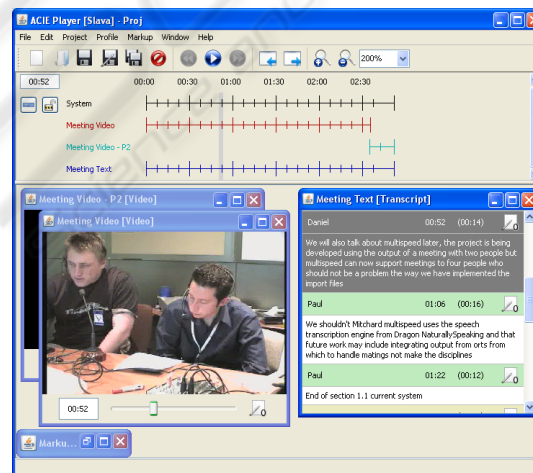 ACIE Player [Slava] - Proj
File Edit Project Profile Markup Window Help
200%
00:52 00:00 00:30 01:00 01:30 02:00 02:30
System
Meeting Video
Meeting Video - P2
Meeting Text
Meeting Video - P2 [Video]
Meeting Video [Video]
00:52
0
Meeting Text [Transcript]
Daniel 00:52 (00:14) 0
We will also talk about multispeed later, the project is being
developed using the output of a meeting with two people but
multispeed can now support meetings to four people who
should not be a problem the way we have implemented the
import files
Paul 01:06 (00:16) 0
We shouldn't Mitchard multispeed uses the speech
transcription engine from Dragon NaturallySpeaking and that
future work may include integrating output from orts from
which to handle matings not make the disciplines
Paul 01:22 (00:12) 0
End of section 1.1 current system
Marku...